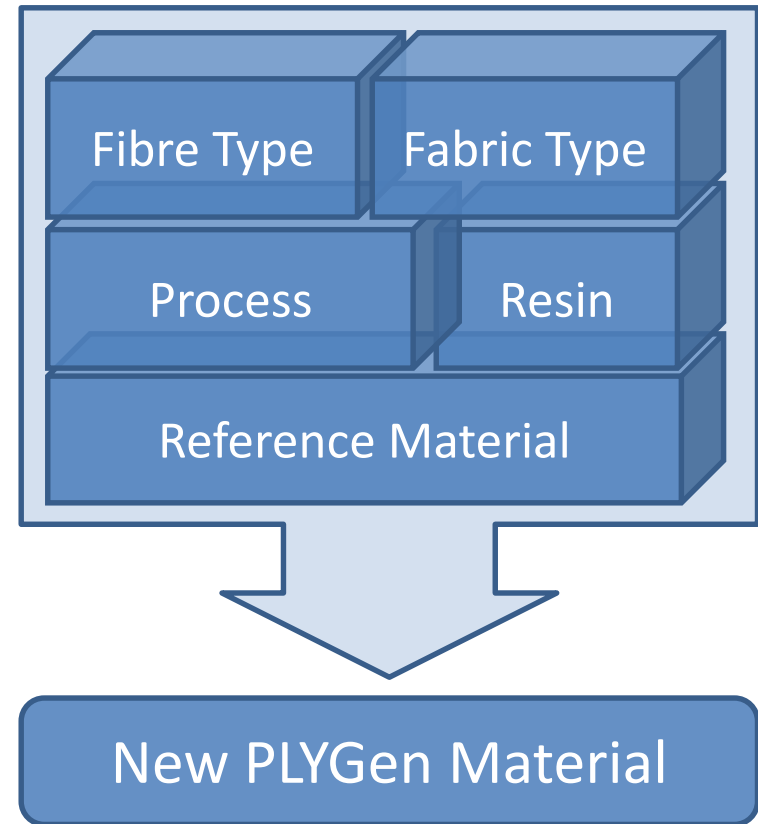 Fibre Type
Fabric Type
Process
Resin
Reference Material
New PLYGen Material